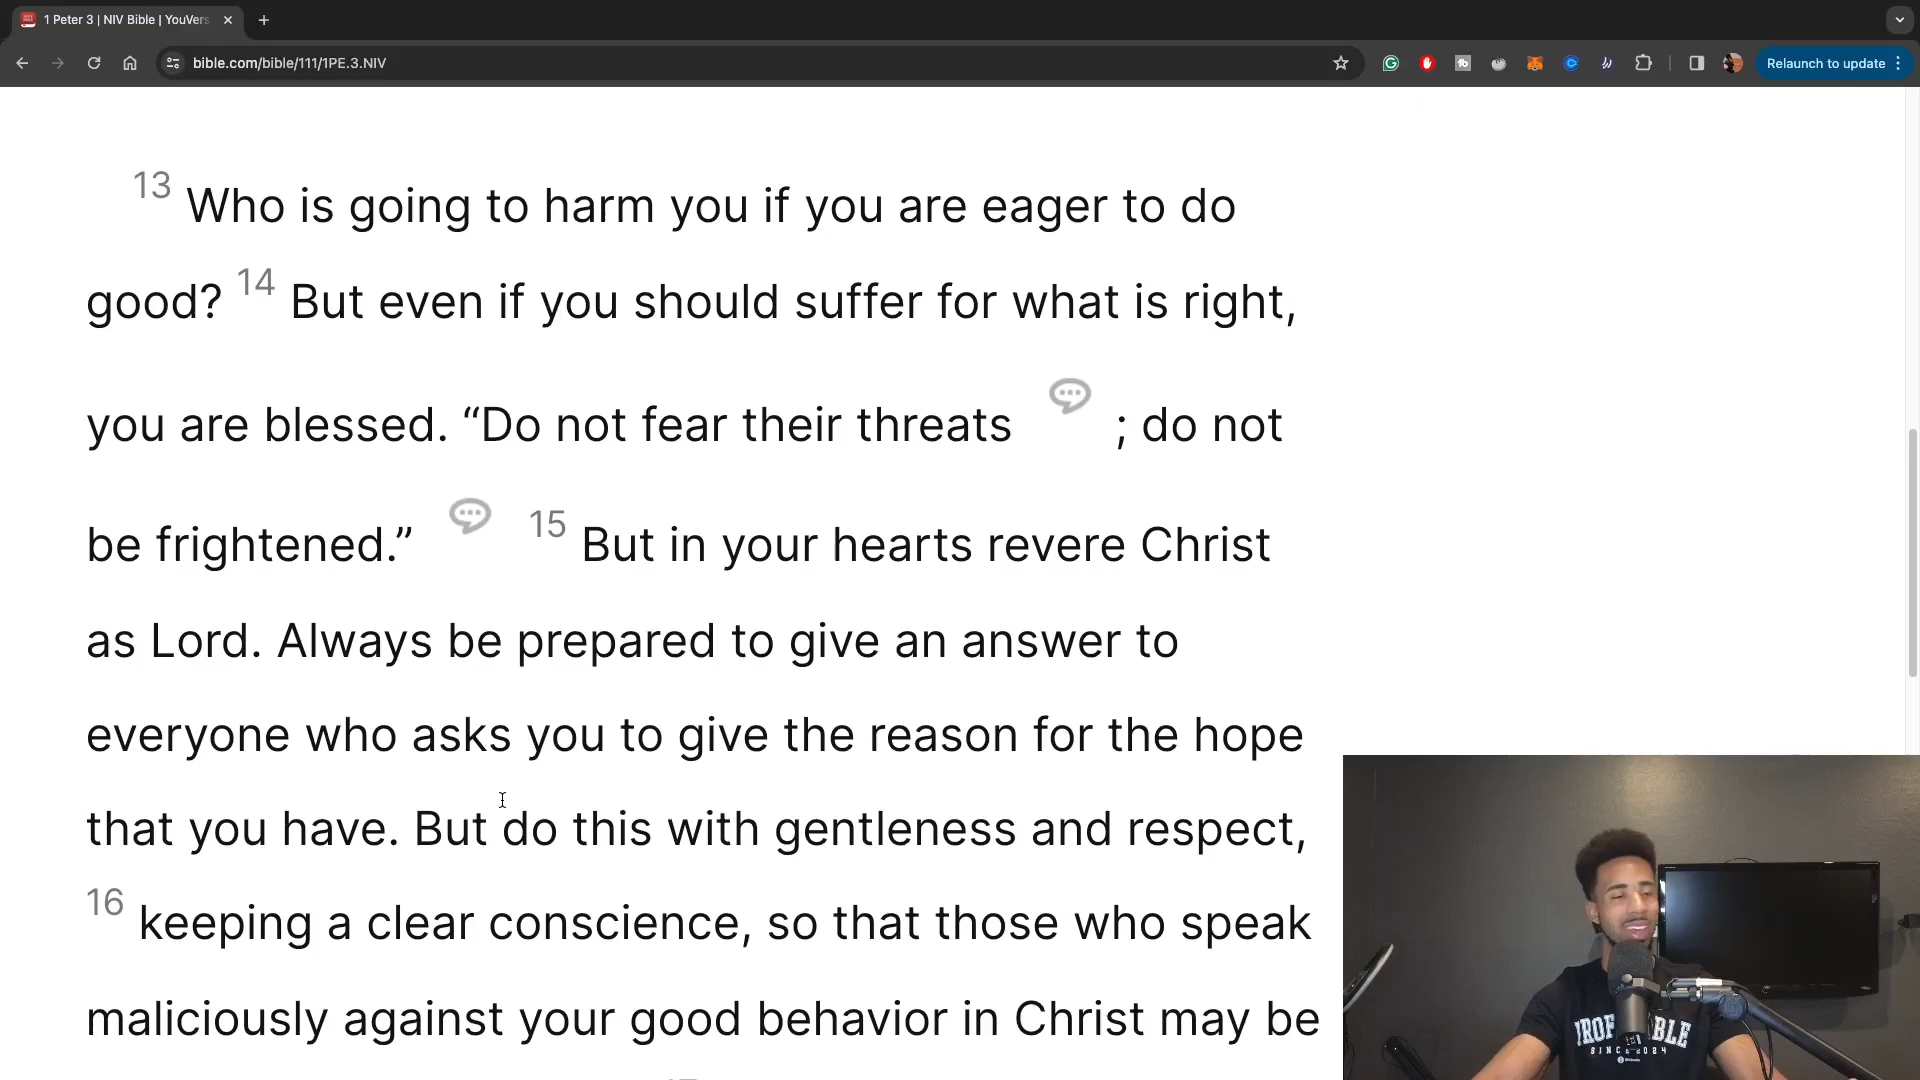 1 Peter 3 | NIV Bible | YouVers
bible.com/bible/111/1PE.3.NIV
Relaunch to update
13 Who is going to harm you if you are eager to do
good? 14 But even if you should suffer for what is right,
you are blessed. “Do not fear their threats ; do not
be frightened.” 15 But in your hearts revere Christ
as Lord. Always be prepared to give an answer to
everyone who asks you to give the reason for the hope
that you have. But do this with gentleness and respect,
16 keeping a clear conscience, so that those who speak
maliciously against your good behavior in Christ may be
SINCE 2024